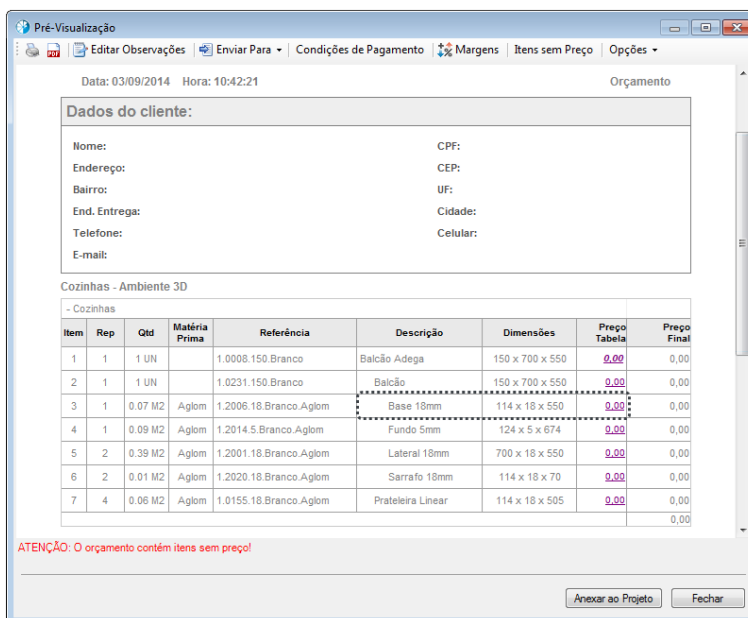 Pré-Visualização
PDF Editar Observações Enviar Para Condições de Pagamento Margens Itens sem Preço Opções
Data: 03/09/2014 Hora: 10:42:21 Orçamento
Dados do cliente:
Nome: CPF:
Endereço: CEP:
Bairro: UF:
End. Entrega: Cidade:
Telefone: Celular:
E-mail:
Cozinhas - Ambiente 3D
- Cozinhas
Item Rep Qtd Matéria Prima Referência Descrição Dimensões Preço Tabela Preço Final
1 1 1 UN 1.0008.150.Branco Balcão Adega 150 x 700 x 550 0,00 0,00
2 1 1 UN 1.0231.150.Branco Balcão 150 x 700 x 550 0,00 0,00
3 1 0.07 M2 Aglom 1.2006.18.Branco.Aglom Base 18mm 114 x 18 x 550 0,00 0,00
4 1 0.09 M2 Aglom 1.2014.5.Branco.Aglom Fundo 5mm 124 x 5 x 674 0,00 0,00
5 2 0.39 M2 Aglom 1.2001.18.Branco.Aglom Lateral 18mm 700 x 18 x 550 0,00 0,00
6 2 0.01 M2 Aglom 1.2020.18.Branco.Aglom Sarrafo 18mm 114 x 18 x 70 0,00 0,00
7 4 0.06 M2 Aglom 1.0155.18.Branco.Aglom Prateleira Linear 114 x 18 x 505 0,00 0,00
0,00
ATENÇÃO: O orçamento contém itens sem preço!
Anexar ao Projeto Fechar